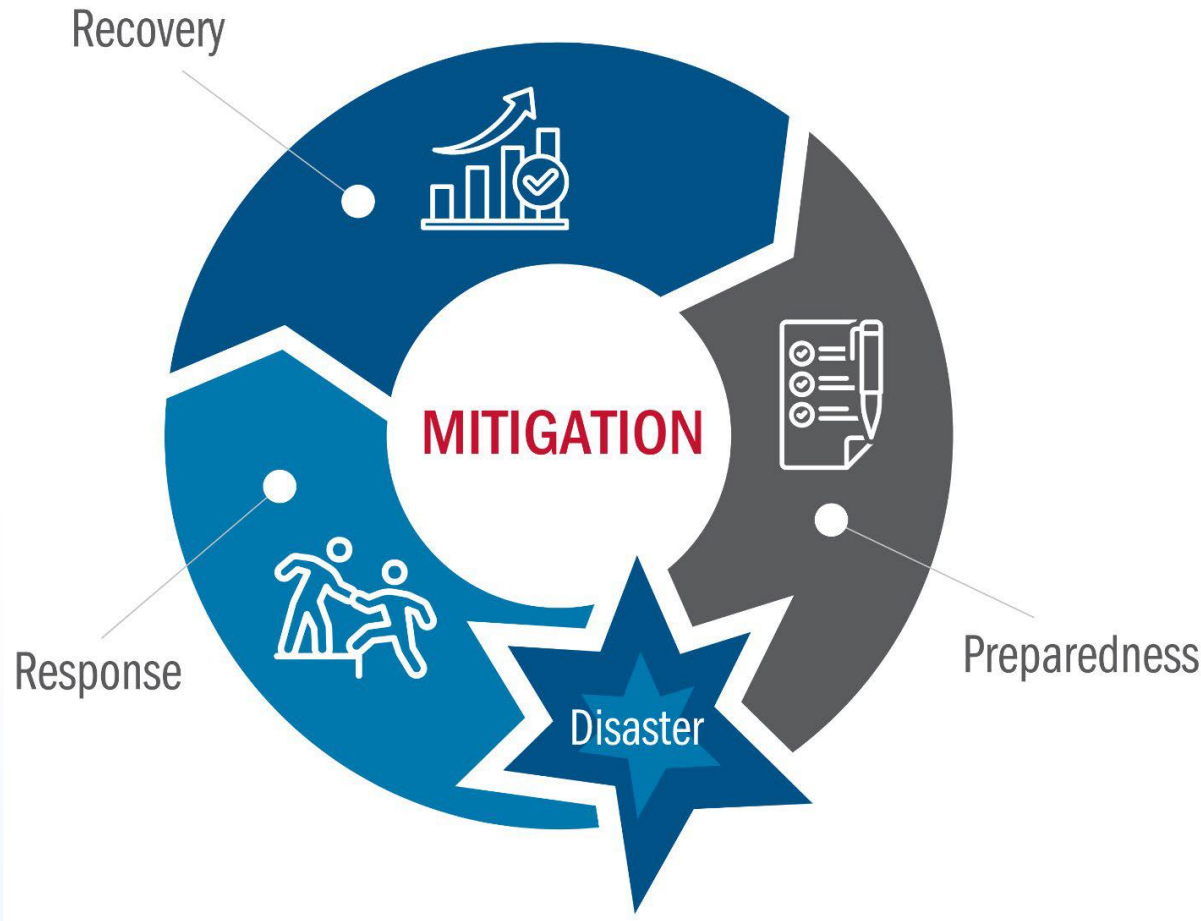 Recovery
MITIGATION
Response
Preparedness
Disaster